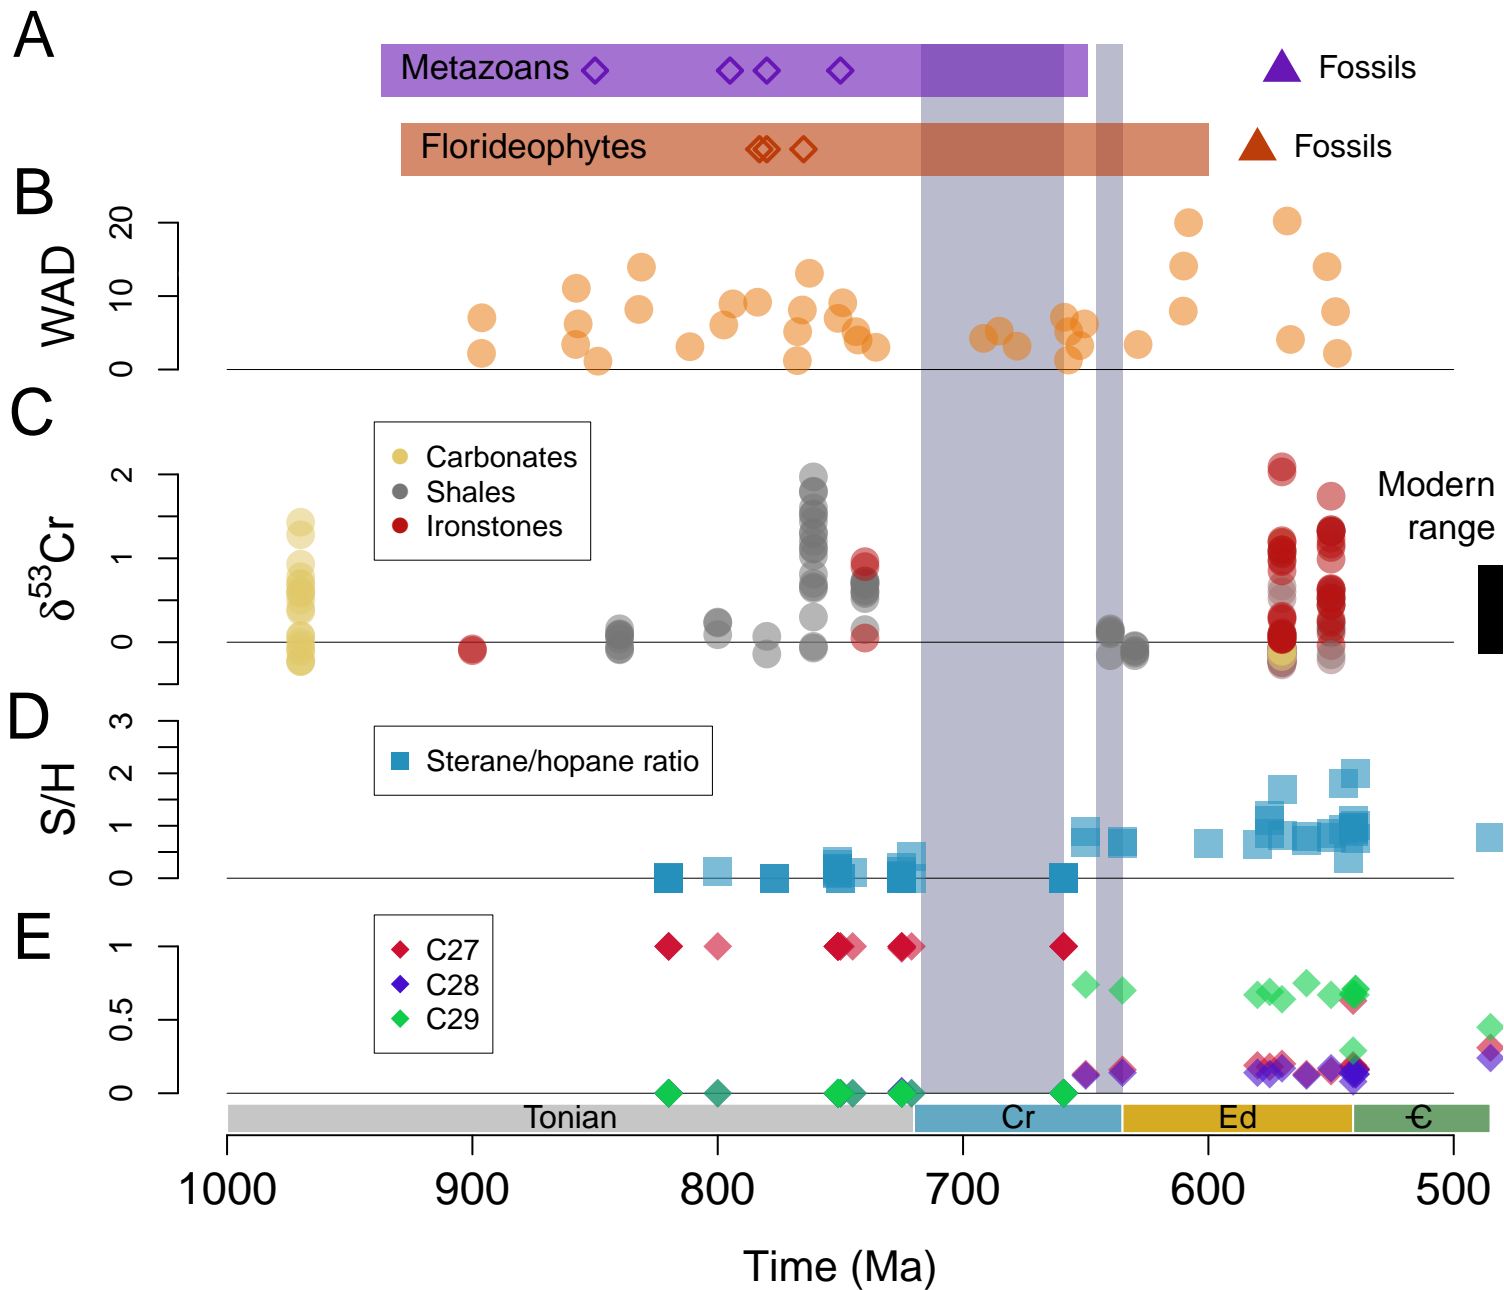 A
Metazoans
Fossils
Florideophytes
Fossils
B
WAD
20
10
0
C
δ53Cr
2
1
0
Carbonates
Shales
Ironstones
Modern
range
D
S/H
3
2
1
0
Sterane/hopane ratio
E
1
0.5
0
C27
C28
C29
Tonian
Cr
Ed
Ꞓ
1000
900
800
700
600
500
Time (Ma)